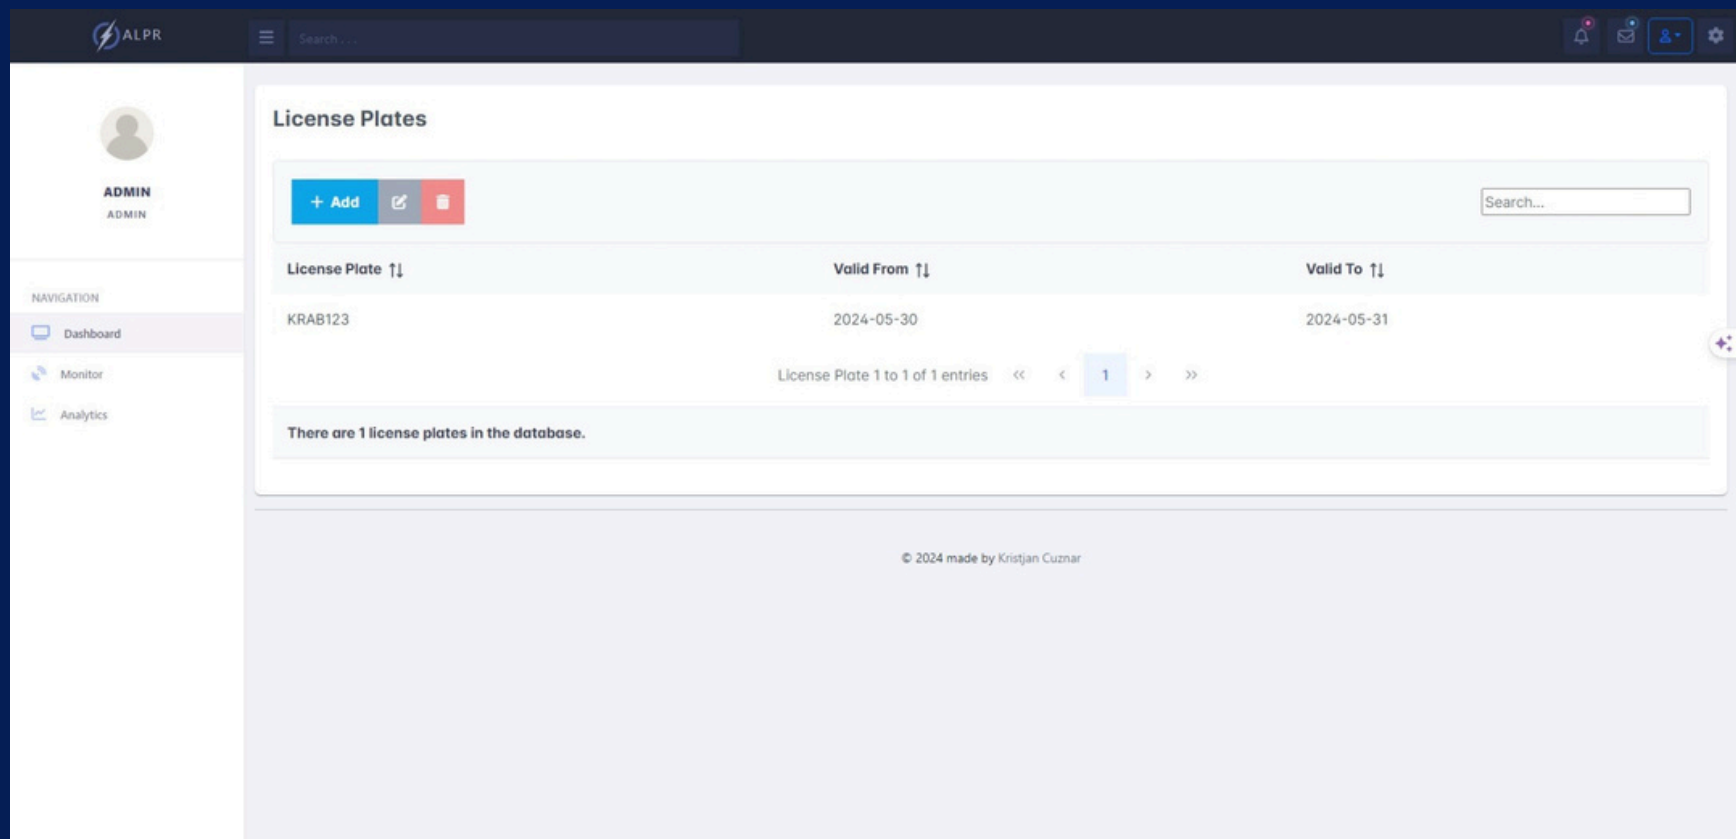 ALPR
Search . . .
ADMIN
ADMIN
NAVIGATION
Dashboard
Monitor
Analytics
License Plates
+ Add
Search...
License Plate Valid From Valid To
KRAB123 2024-05-30 2024-05-31
License Plate 1 to 1 of 1 entries << < 1 > >>
There are 1 license plates in the database.
© 2024 made by Kristjan Cuznar